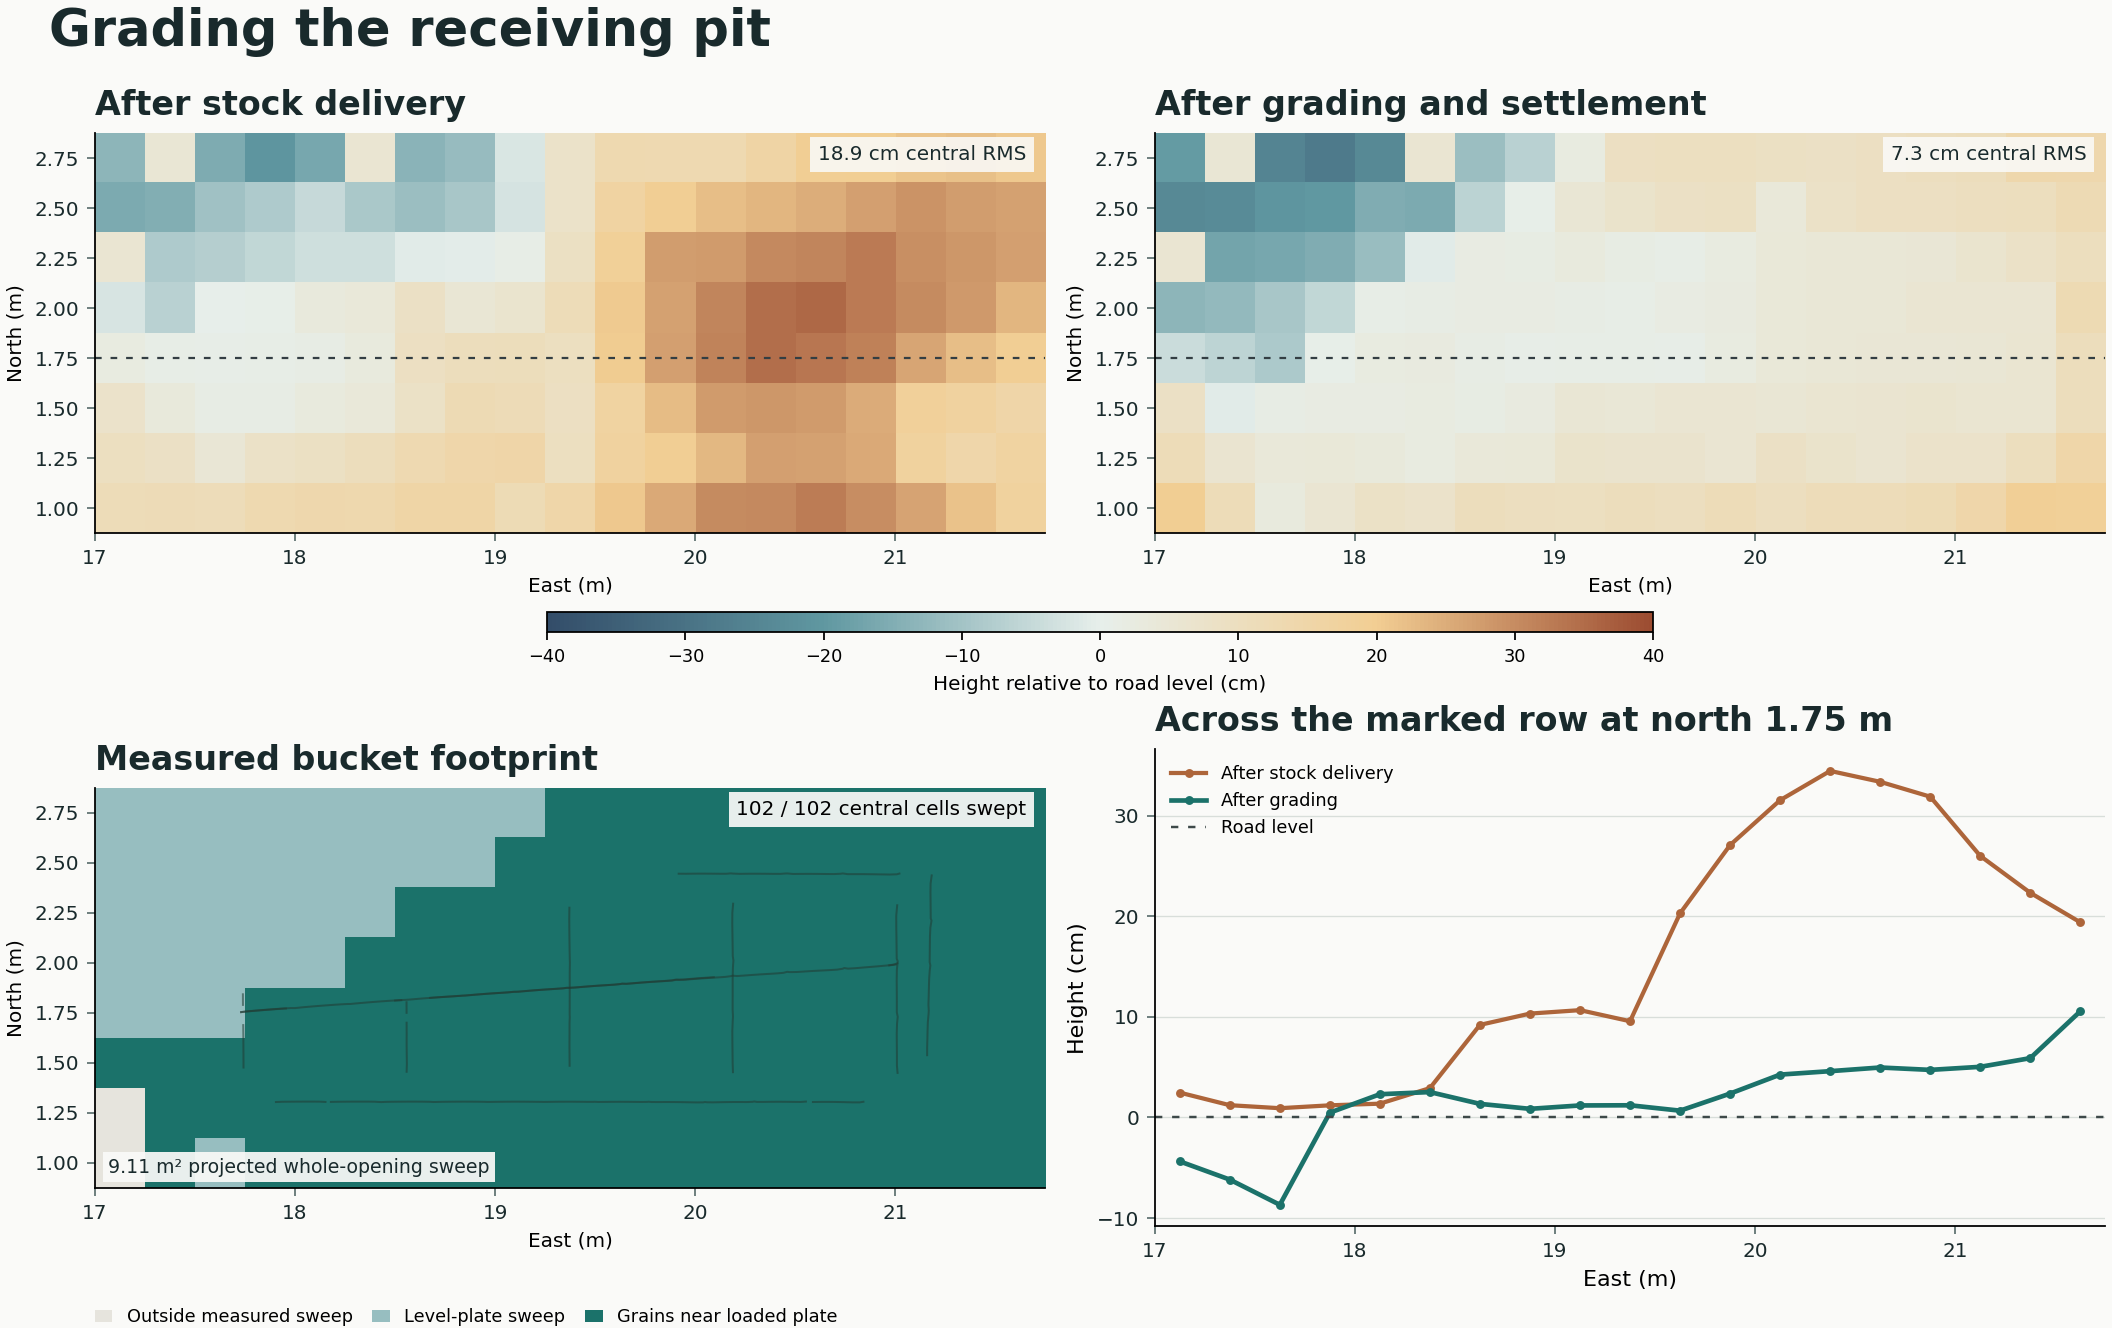 Grading the receiving pit
After stock delivery
18.9 cm central RMS
2.75
2.50
2.25
2.00
1.75
1.50
1.25
1.00
North (m)
17
18
19
20
21
East (m)
After grading and settlement
7.3 cm central RMS
2.75
2.50
2.25
2.00
1.75
1.50
1.25
1.00
North (m)
17
18
19
20
21
East (m)
−40
−30
−20
−10
0
10
20
30
40
Height relative to road level (cm)
Measured bucket footprint
102 / 102 central cells swept
2.75
2.50
2.25
2.00
1.75
1.50
1.25
1.00
North (m)
9.11 m² projected whole-opening sweep
17
18
19
20
21
East (m)
Outside measured sweep
Level-plate sweep
Grains near loaded plate
Across the marked row at north 1.75 m
After stock delivery
After grading
Road level
30
20
10
0
−10
Height (cm)
17
18
19
20
21
East (m)